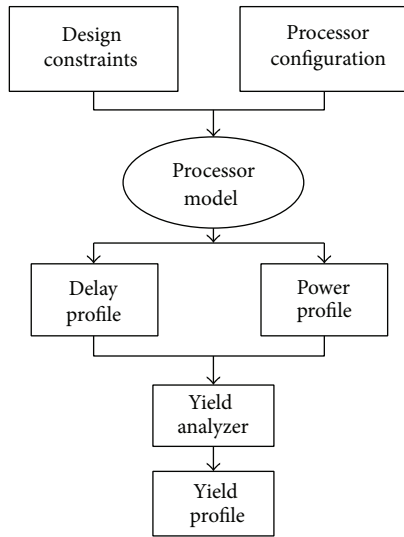 Design
constraints
Processor
configuration
Processor
model
Delay
profile
Power
profile
Yield
analyzer
Yield
profile